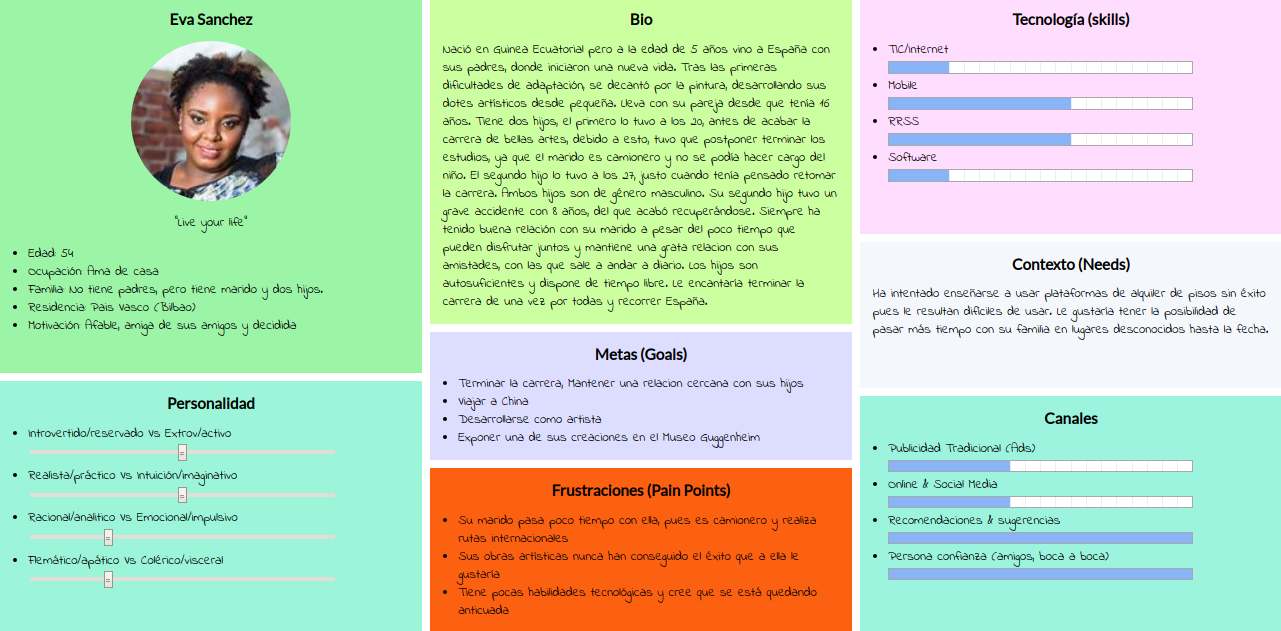 Eva Sanchez
"Live your life"
Edad: 54
Ocupación: Ama de casa
Familia: No tiene padres, pero tiene marido y dos hijos.
Residencia: País Vasco (Bilbao)
Motivación: Afable, amiga de sus amigos y decidida
Personalidad
Introvertido/reservado Vs Extrov/activo
Realista/práctico Vs Intuición/imaginativo
Racional/analítico Vs Emocional/impulsivo
Flemático/apático Vs Colérico/visceral
Bio
Nació en Guinea Ecuatorial pero a la edad de 5 años vino a España con
sus padres, donde iniciaron una nueva vida. Tras las primeras
dificultades de adaptación, se decantó por la pintura, desarrollando sus
dotes artísticos desde pequeña. Lleva con su pareja desde que tenía 16
años. Tiene dos hijos, el primero lo tuvo a los 20, antes de acabar la
carrera de bellas artes, debido a esto, tuvo que postponer terminar los
estudios, ya que el marido es camionero y no se podía hacer cargo del
niño. El segundo hijo lo tuvo a los 27, justo cuando tenía pensado retomar
la carrera. Ambos hijos son de género masculino. Su segundo hijo tuvo un
grave accidente con 8 años, del que acabó recuperándose. Siempre ha
tenido buena relación con su marido a pesar del poco tiempo que
pueden disfrutar juntos y mantiene una grata relacion con sus
amistades, con las que sale a andar a diario. Los hijos son
autosuficientes y dispone de tiempo libre. Le encantaría terminar la
carrera de una vez por todas y recorrer España.
Metas (Goals)
Terminar la carrera, Mantener una relacion cercana con sus hijos
Viajar a China
Desarrollarse como artista
Exponer una de sus creaciones en el Museo Guggenheim
Frustraciones (Pain Points)
Su marido pasa poco tiempo con ella, pues es camionero y realiza
rutas internacionales
Sus obras artísticas nunca han conseguido el éxito que a ella le
gustaría
Tiene pocas habilidades tecnológicas y cree que se está quedando
anticuada
Tecnología (skills)
TIC/Internet
Mobile
RRSS
Software
Contexto (Needs)
Ha intentado enseñarse a usar plataformas de alquiler de pisos sin éxito
pues le resultan difíciles de usar. Le gustaría tener la posibilidad de
pasar más tiempo con su familia en lugares desconocidos hasta la fecha.
Canales
Publicidad Tradicional (Ads)
Online & Social Media
Recomendaciones & sugerencias
Persona confianza (amigos, boca a boca)